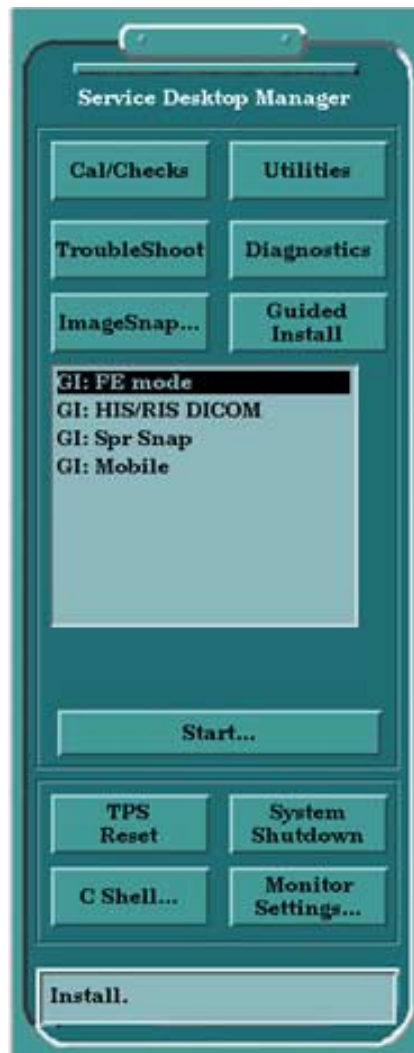 Service Desktop Manager
Cal/Checks
Utilities
TroubleShoot
Diagnostics
ImageSnap...
Guided
Install
GI: FE mode
GI: HIS/RIS DICOM
GI: Spr Snap
GI: Mobile
Start...
TPS
Reset
System
Shutdown
C Shell...
Monitor
Settings...
Install.